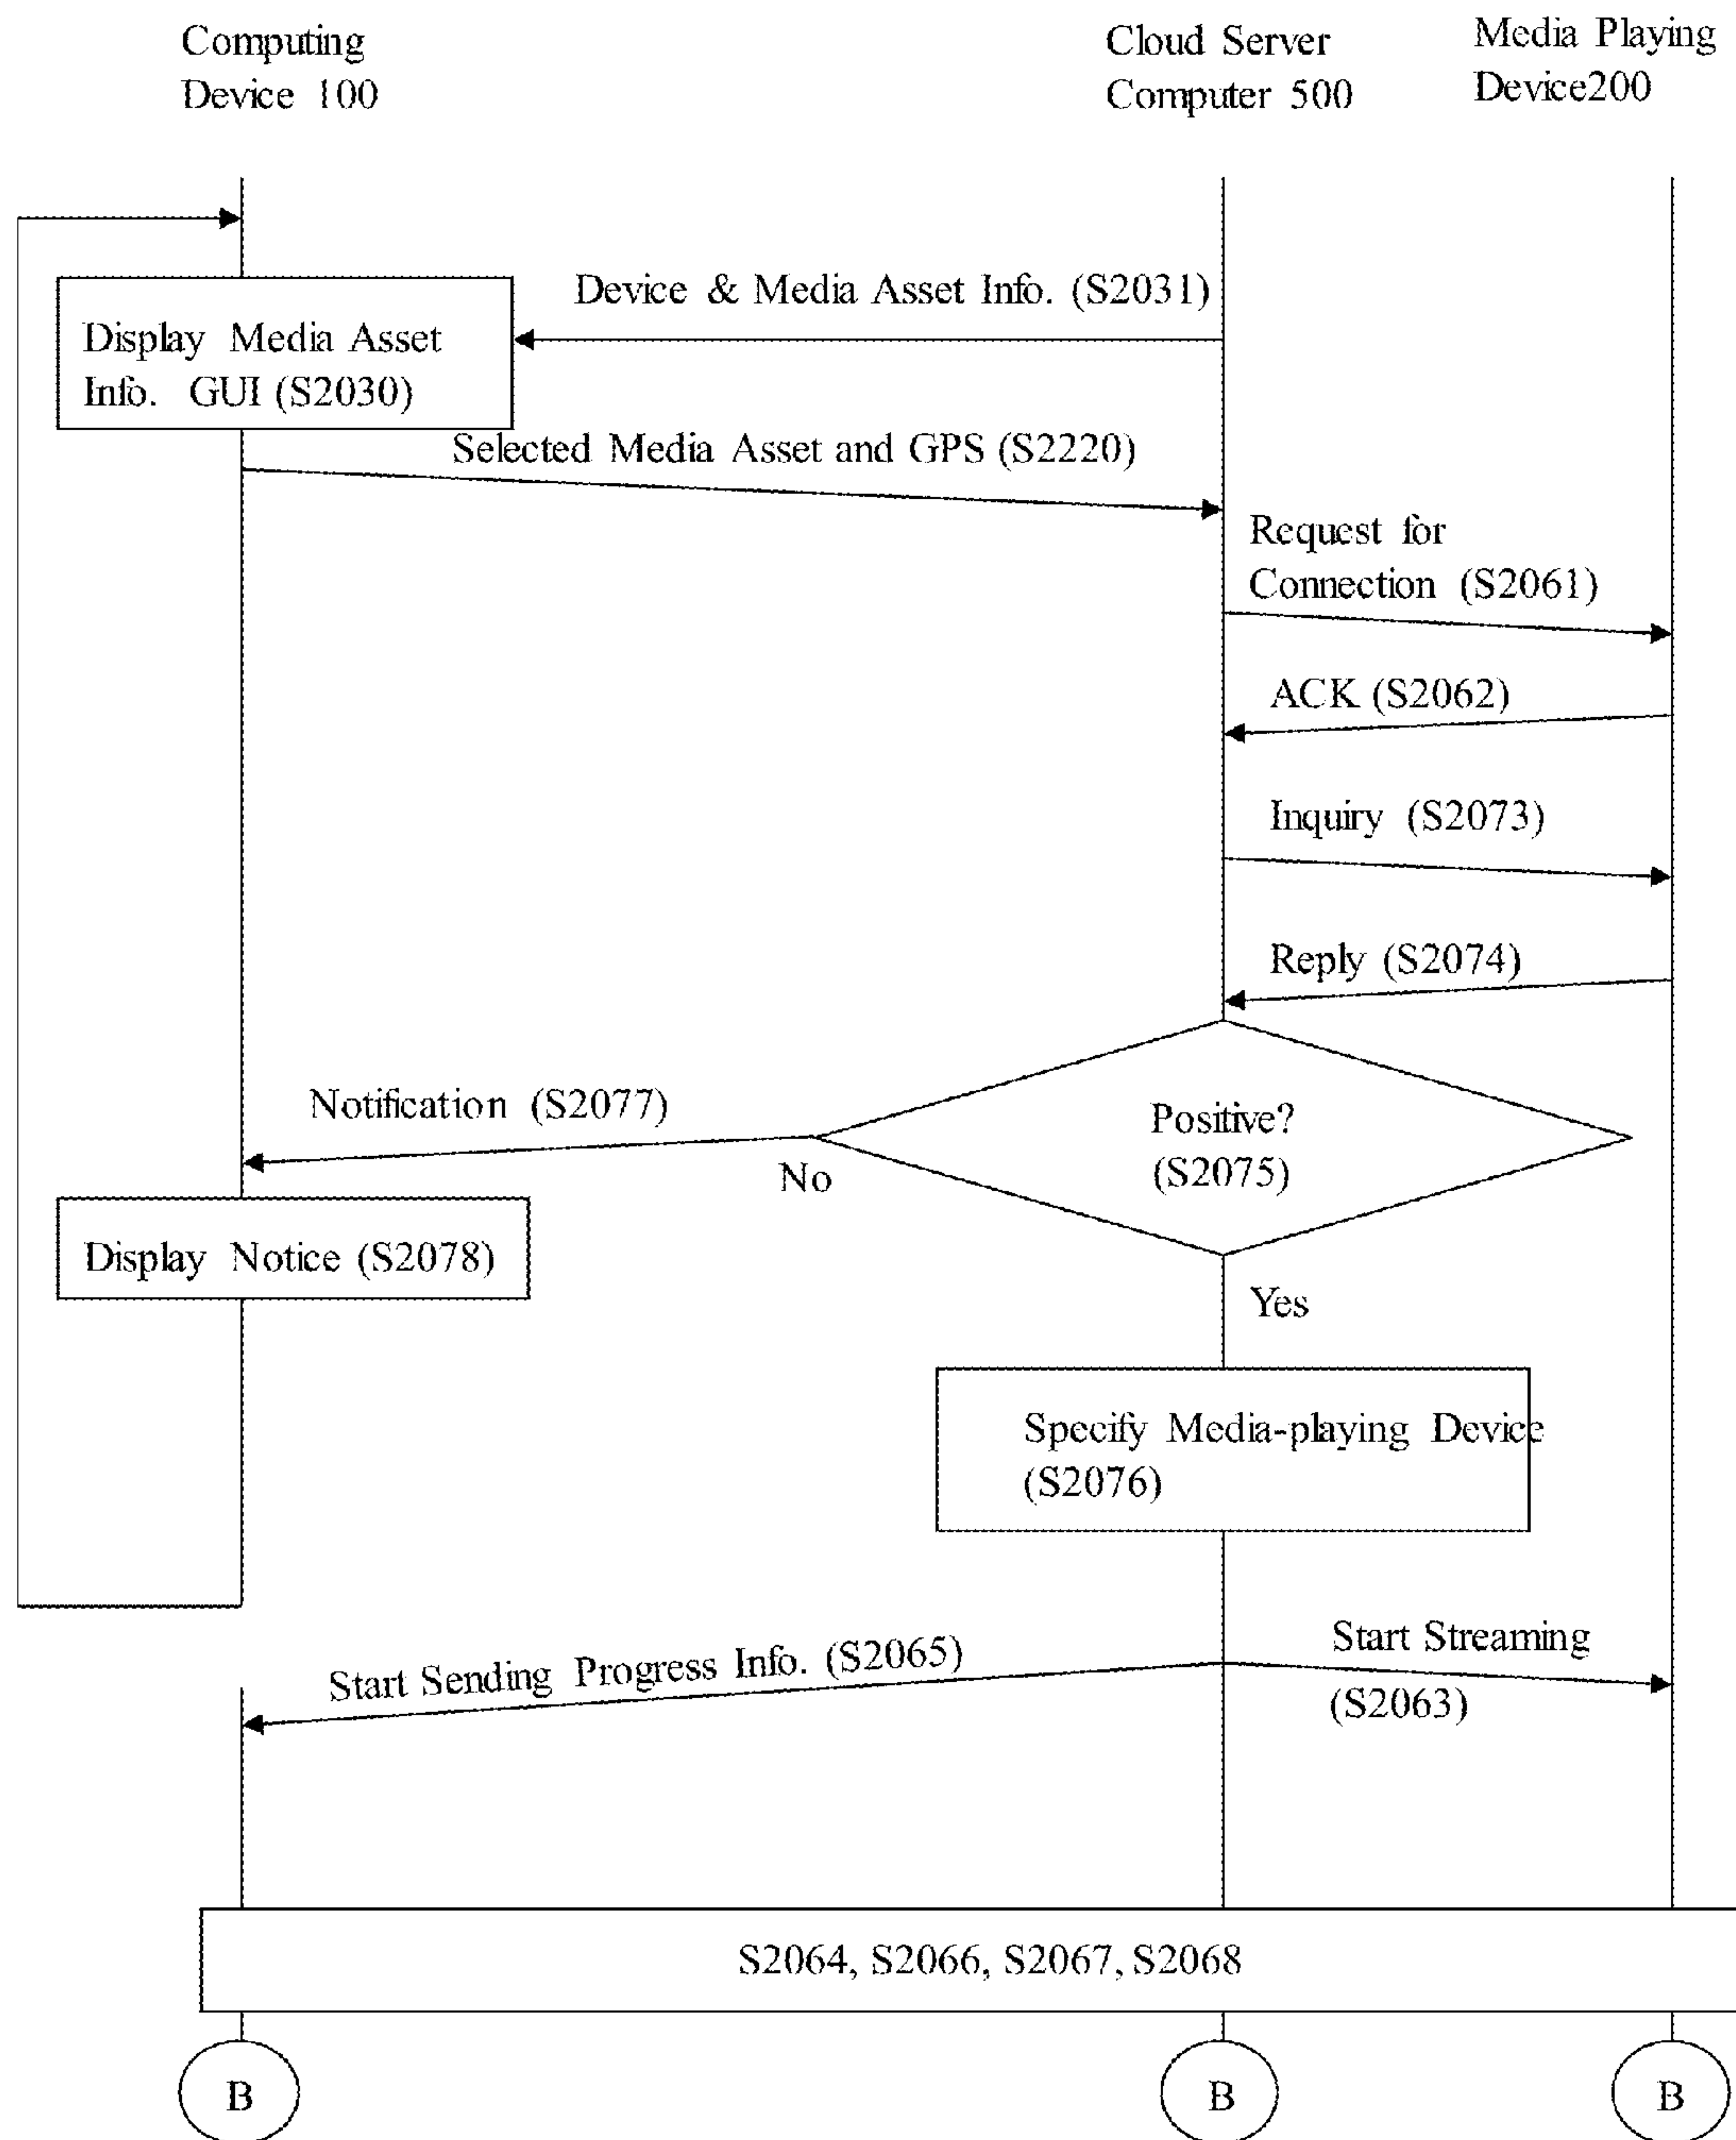 Computing
Device 100
Cloud Server
Computer 500
Media Playing
Device200
Device & Media Asset Info. (S2031)
Display Media Asset
Info. GUI (S2030)
Selected Media Asset and GPS (S2220)
Request for
Connection (S2061)
ACK (S2062)
Inquiry (S2073)
Reply (S2074)
Notification (S2077)
Positive?
(S2075)
No
Display Notice (S2078)
Yes
Specify Media-playing Device
(S2076)
Start Sending Progress Info. (S2065)
Start Streaming
(S2063)
S2064, S2066, S2067, S2068
B
B
B